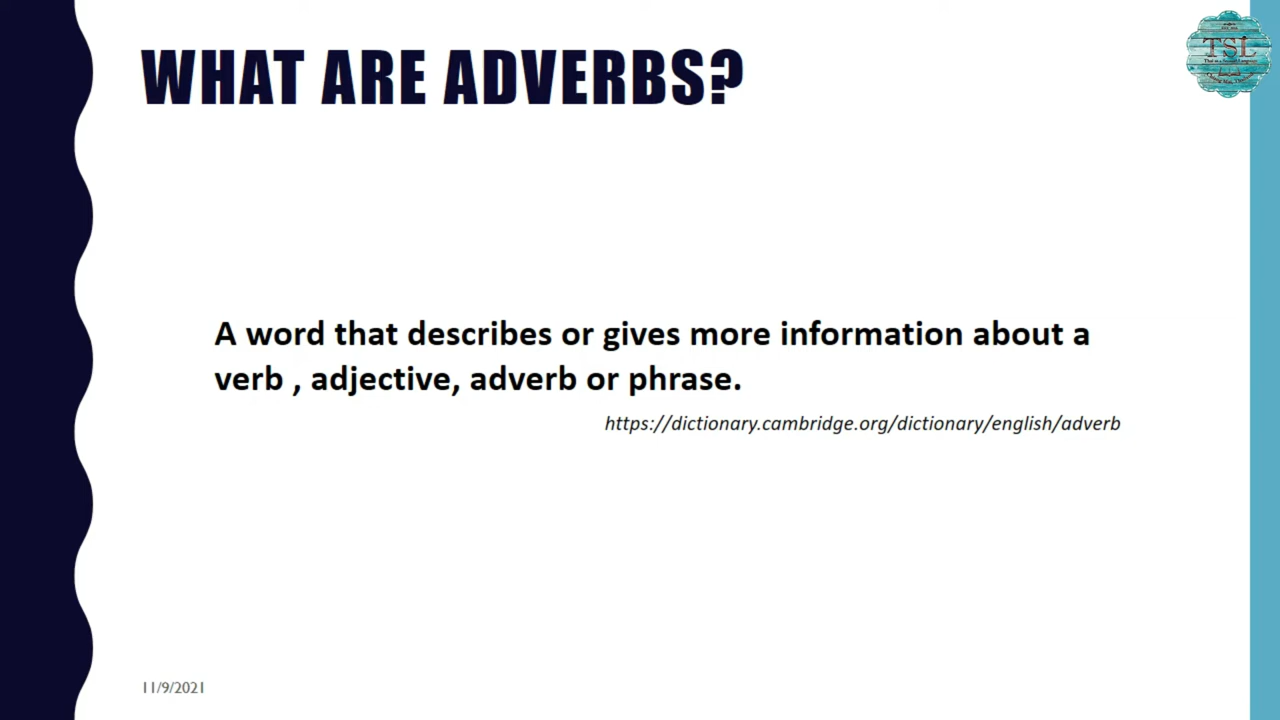 WHAT ARE ADVERBS?
TSL
A word that describes or gives more information about a
verb , adjective, adverb or phrase.
https://dictionary.cambridge.org/dictionary/english/adverb
11/9/2021